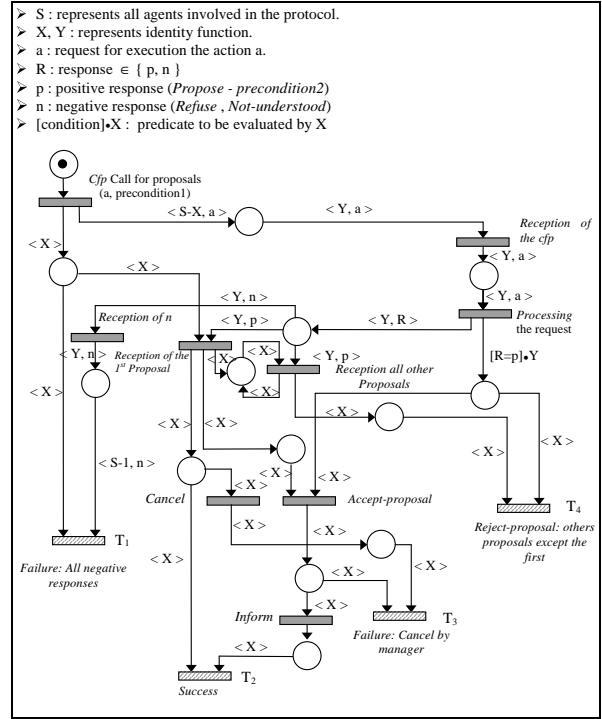 ➢ S : represents all agents involved in the protocol.
➢ X, Y : represents identity function.
➢ a : request for execution the action a.
➢ R : response ∈ { p, n }
➢ p : positive response (Propose - precondition2)
➢ n : negative response (Refuse , Not-understood)
➢ [condition]•X : predicate to be evaluated by X
Cfp Call for proposals
(a, precondition1)
< S-X, a >
< Y, a >
Reception of
the cfp
< X >
< X >
< Y, a >
< Y, a >
< Y, n >
Processing
the request
Reception of n
< Y, p >
< Y, R >
< Y, n >
Reception of the
1st Proposal
< X >
< X >
< Y, p >
[R=p]•Y
Reception all other
Proposals
< X >
< X >
< X >
< X >
< X >
< X >
< X >
< X >
< X >
< S-1, n >
< X >
Cancel
Accept-proposal
T4
Reject-proposal: others
proposals except the
first
< X >
< X >
T1
Failure: All negative
responses
< X >
< X >
< X >
< X >
Inform
T3
Failure: Cancel by
manager
< X >
T2
Success